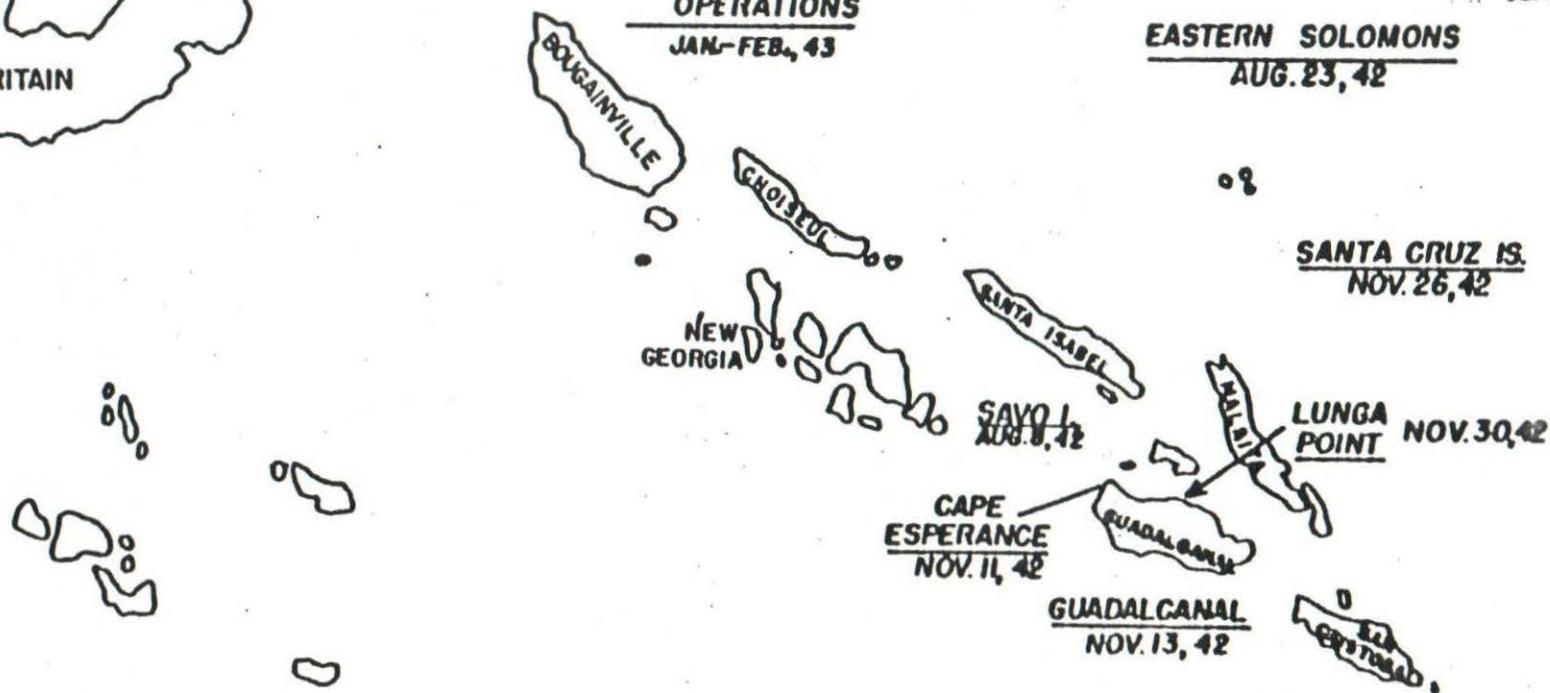 OPERATIONS
JAN.-FEB., 43
EASTERN SOLOMONS
AUG. 23, 42
RITAIN
BOUGAINVILLE
CHOISEUL
SANTA CRUZ IS.
NOV. 26, 42
SANTA ISABEL
NEW
GEORGIA
SAVO I.
AUG. 8, 42
MALAITA
LUNGA
POINT
NOV. 30, 42
CAPE
ESPERANCE
NOV. 11, 42
GUADALCANAL
GUADALCANAL
NOV. 13, 42
CRISTOBAL